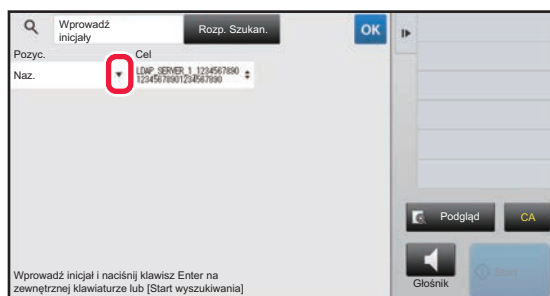 Wprowadź
inicjały
Rozp. Szukan.
OK
Pozyc.
Cel
Naz.
LDAP_SERVER_1_1234567890
12345678901234567890
Podgląd
CA
Głośnik
Start
Wprowadź inicjał i naciśnij klawisz Enter na
zewnętrznej klawiaturze lub [Start wyszukiwania]